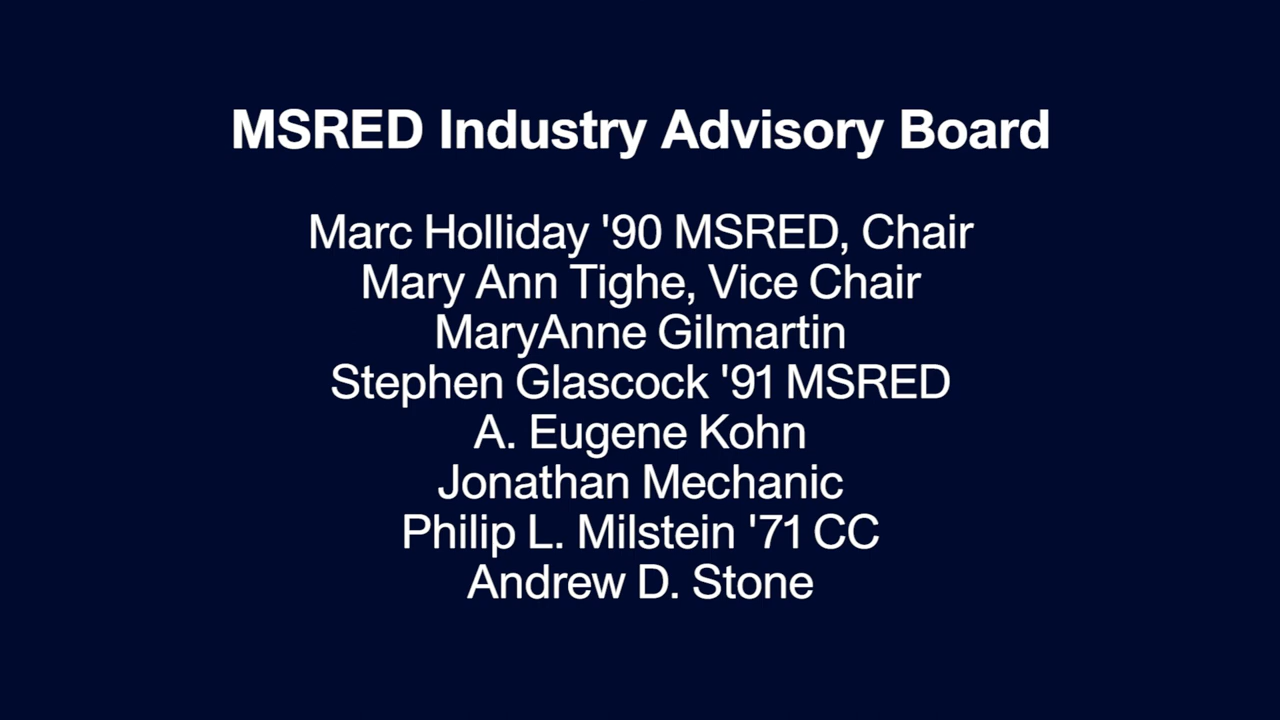 MSRED Industry Advisory Board
Marc Holliday '90 MSRED, Chair
Mary Ann Tighe, Vice Chair
MaryAnne Gilmartin
Stephen Glascock '91 MSRED
A. Eugene Kohn
Jonathan Mechanic
Philip L. Milstein '71 CC
Andrew D. Stone